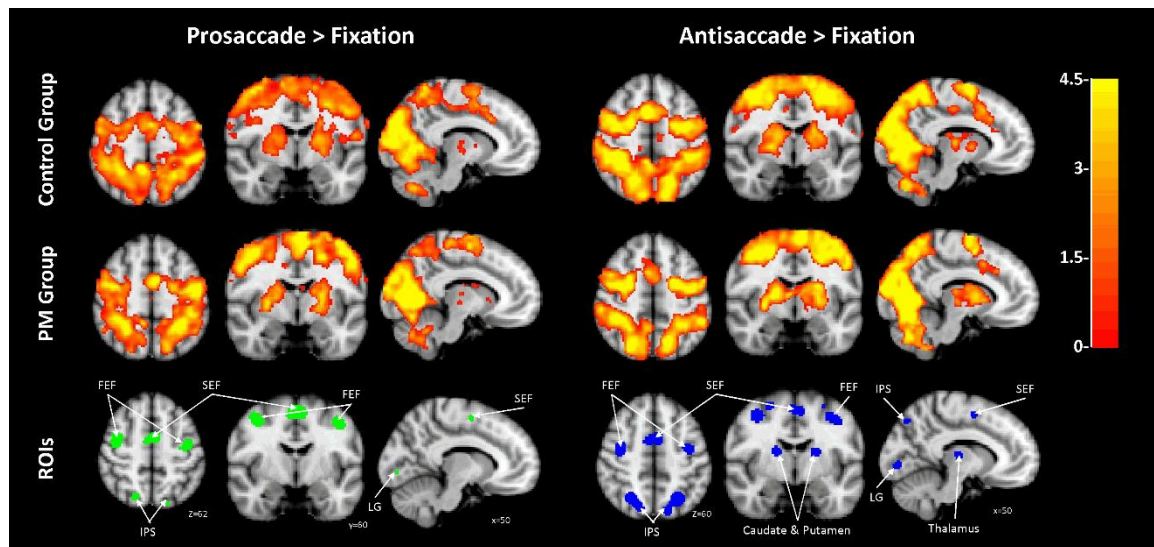 Prosaccade > Fixation
Antisaccade > Fixation
Control Group
4.5-
3-
1.5-
0-
PM Group
ROIs
FEF
SEF
FEF
SEF
LG
IPS
Z=62
y=60
x=50
SEF
FEF
IPS
SEF
IPS
Z=60
Caudate & Putamen
LG
Thalamus
x=50